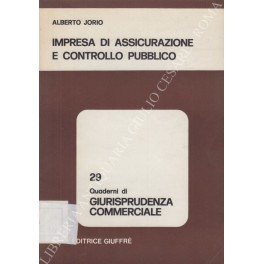 ALBERTO JORIO
IMPRESA DI ASSICURAZIONE
E CONTROLLO PUBBLICO
29
Quaderni di
GIURISPRUDENZA
COMMERCIALE
EDITRICE GIUFFRÈ